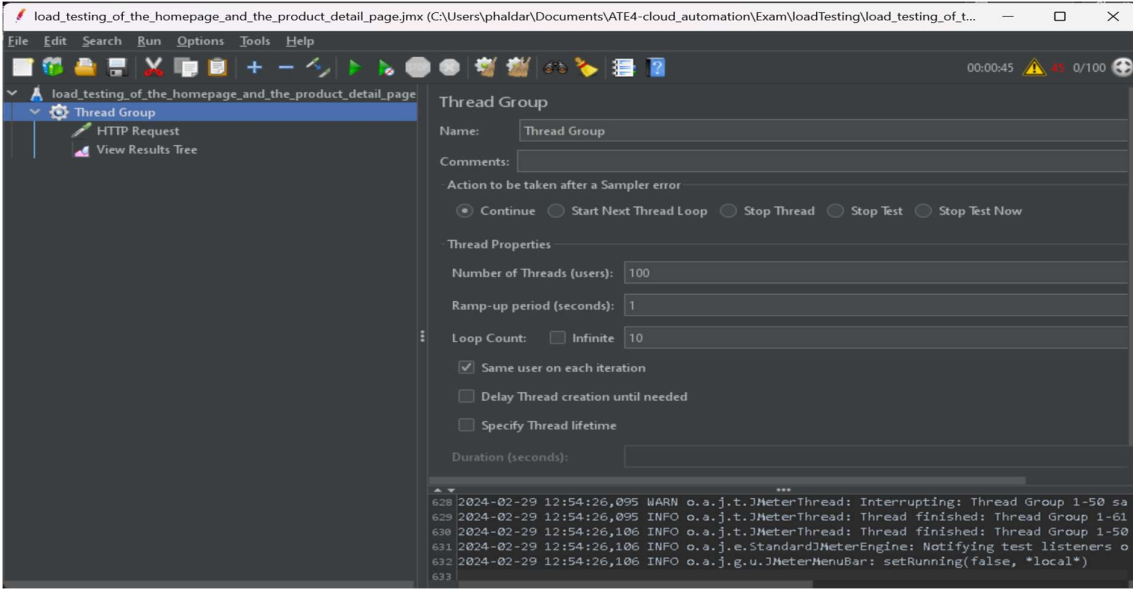 load_testing_of_the_homepage_and_the_product_detail_page.jmx (C:\Users\phaldar\Documents\ATE4-cloud_automation\Exam\loadTesting\load_testing_of_t...
File Edit Search Run Options Tools Help
00:00:45 45 0/100
load_testing_of_the_homepage_and_the_product_detail_page
Thread Group
HTTP Request
View Results Tree
Thread Group
Name: Thread Group
Comments:
Action to be taken after a Sampler error
Continue Start Next Thread Loop Stop Thread Stop Test Stop Test Now
Thread Properties
Number of Threads (users): 100
Ramp-up period (seconds): 1
Loop Count: Infinite 10
Same user on each iteration
Delay Thread creation until needed
Specify Thread lifetime
Duration (seconds):
628 2024-02-29 12:54:26,095 WARN o.a.j.t.JMeterThread: Interrupting: Thread Group 1-50 sa
629 2024-02-29 12:54:26,095 INFO o.a.j.t.JMeterThread: Thread finished: Thread Group 1-61
630 2024-02-29 12:54:26,106 INFO o.a.j.t.JMeterThread: Thread finished: Thread Group 1-50
631 2024-02-29 12:54:26,106 INFO o.a.j.e.StandardJMeterEngine: Notifying test listeners o
632 2024-02-29 12:54:26,106 INFO o.a.j.g.u.JMeterMenuBar: setRunning(false, *local*)
633